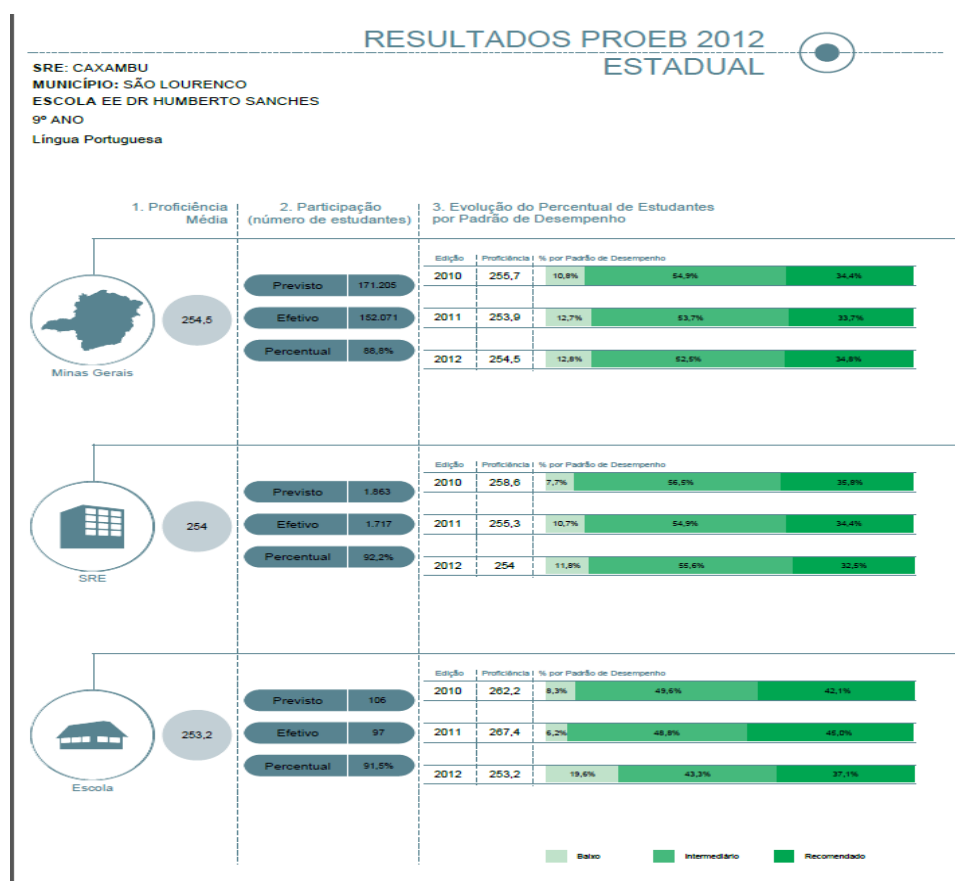 RESULTADOS PROEB 2012
ESTADUAL
SRE: CAXAMBU
MUNICÍPIO: SÃO LOURENCO
ESCOLA EE DR HUMBERTO SANCHES
9º ANO
Língua Portuguesa
1. Proficiência
Média
2. Participação
(número de estudantes)
3. Evolução do Percentual de Estudantes
por Padrão de Desempenho
Minas Gerais
254,5
Previsto 171.205
Efetivo 152.071
Percentual 88,8%
Edição Proficiência % por Padrão de Desempenho
2010 255,7 10,8% 54,9% 34,4%
2011 253,9 12,7% 53,7% 33,7%
2012 254,5 12,8% 52,5% 34,8%
SRE
254
Previsto 1.863
Efetivo 1.717
Percentual 92,2%
Edição Proficiência % por Padrão de Desempenho
2010 258,6 7,7% 56,5% 35,8%
2011 255,3 10,7% 54,9% 34,4%
2012 254 11,8% 55,6% 32,5%
Escola
253,2
Previsto 106
Efetivo 97
Percentual 91,5%
Edição Proficiência % por Padrão de Desempenho
2010 262,2 8,3% 49,6% 42,1%
2011 267,4 6,2% 48,8% 45,0%
2012 253,2 19,6% 43,3% 37,1%
Baixo Intermediário Recomendado